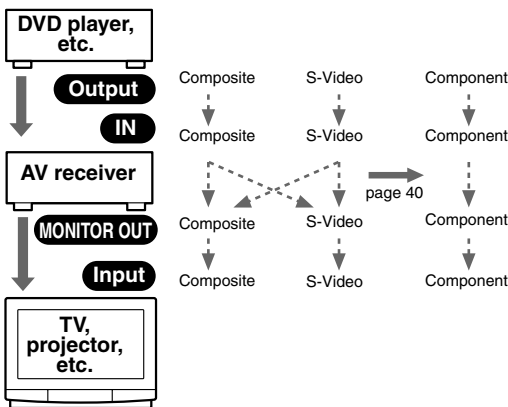 DVD player,
etc.
Output
Composite S-Video Component
IN
Composite S-Video Component
AV receiver
page 40
MONITOR OUT
Composite S-Video Component
Input
Composite S-Video Component
TV,
projector,
etc.